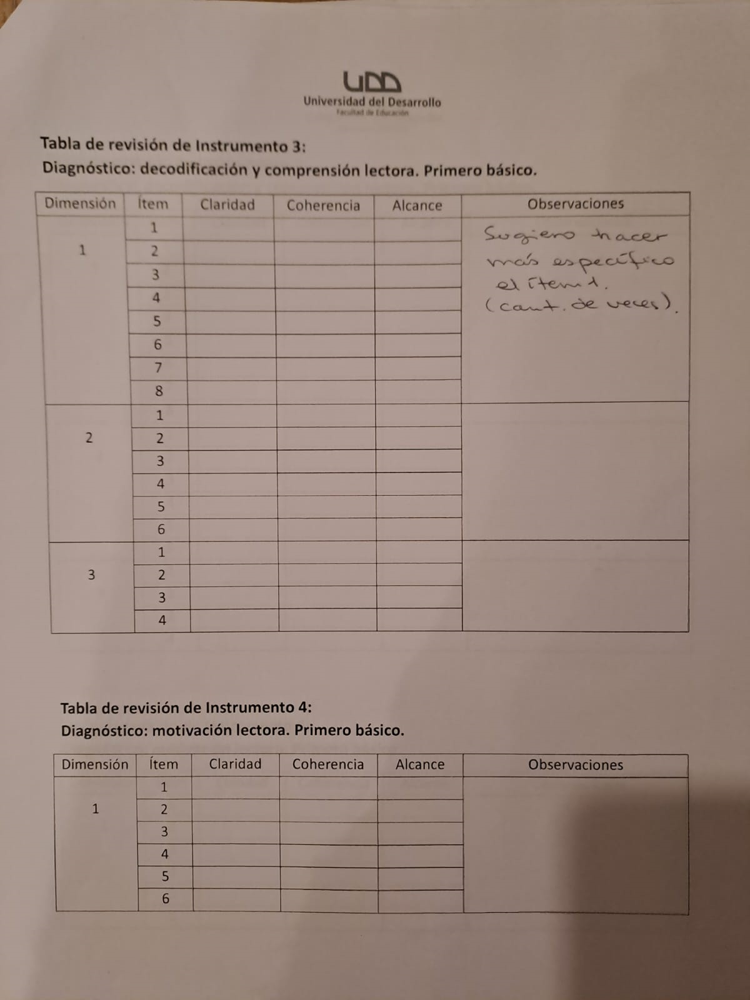 UDD
Universidad del Desarrollo
Facultad de Educación
Tabla de revisión de Instrumento 3:
Diagnóstico: decodificación y comprensión lectora. Primero básico.
Dimensión Ítem Claridad Coherencia Alcance Observaciones
1
1
2
3
4
5
6
7
8
Sugiero hacer
más específico
el ítem 1.
(cant. de veces).
2
1
2
3
4
5
6
3
1
2
3
4
Tabla de revisión de Instrumento 4:
Diagnóstico: motivación lectora. Primero básico.
Dimensión Ítem Claridad Coherencia Alcance Observaciones
1
1
2
3
4
5
6